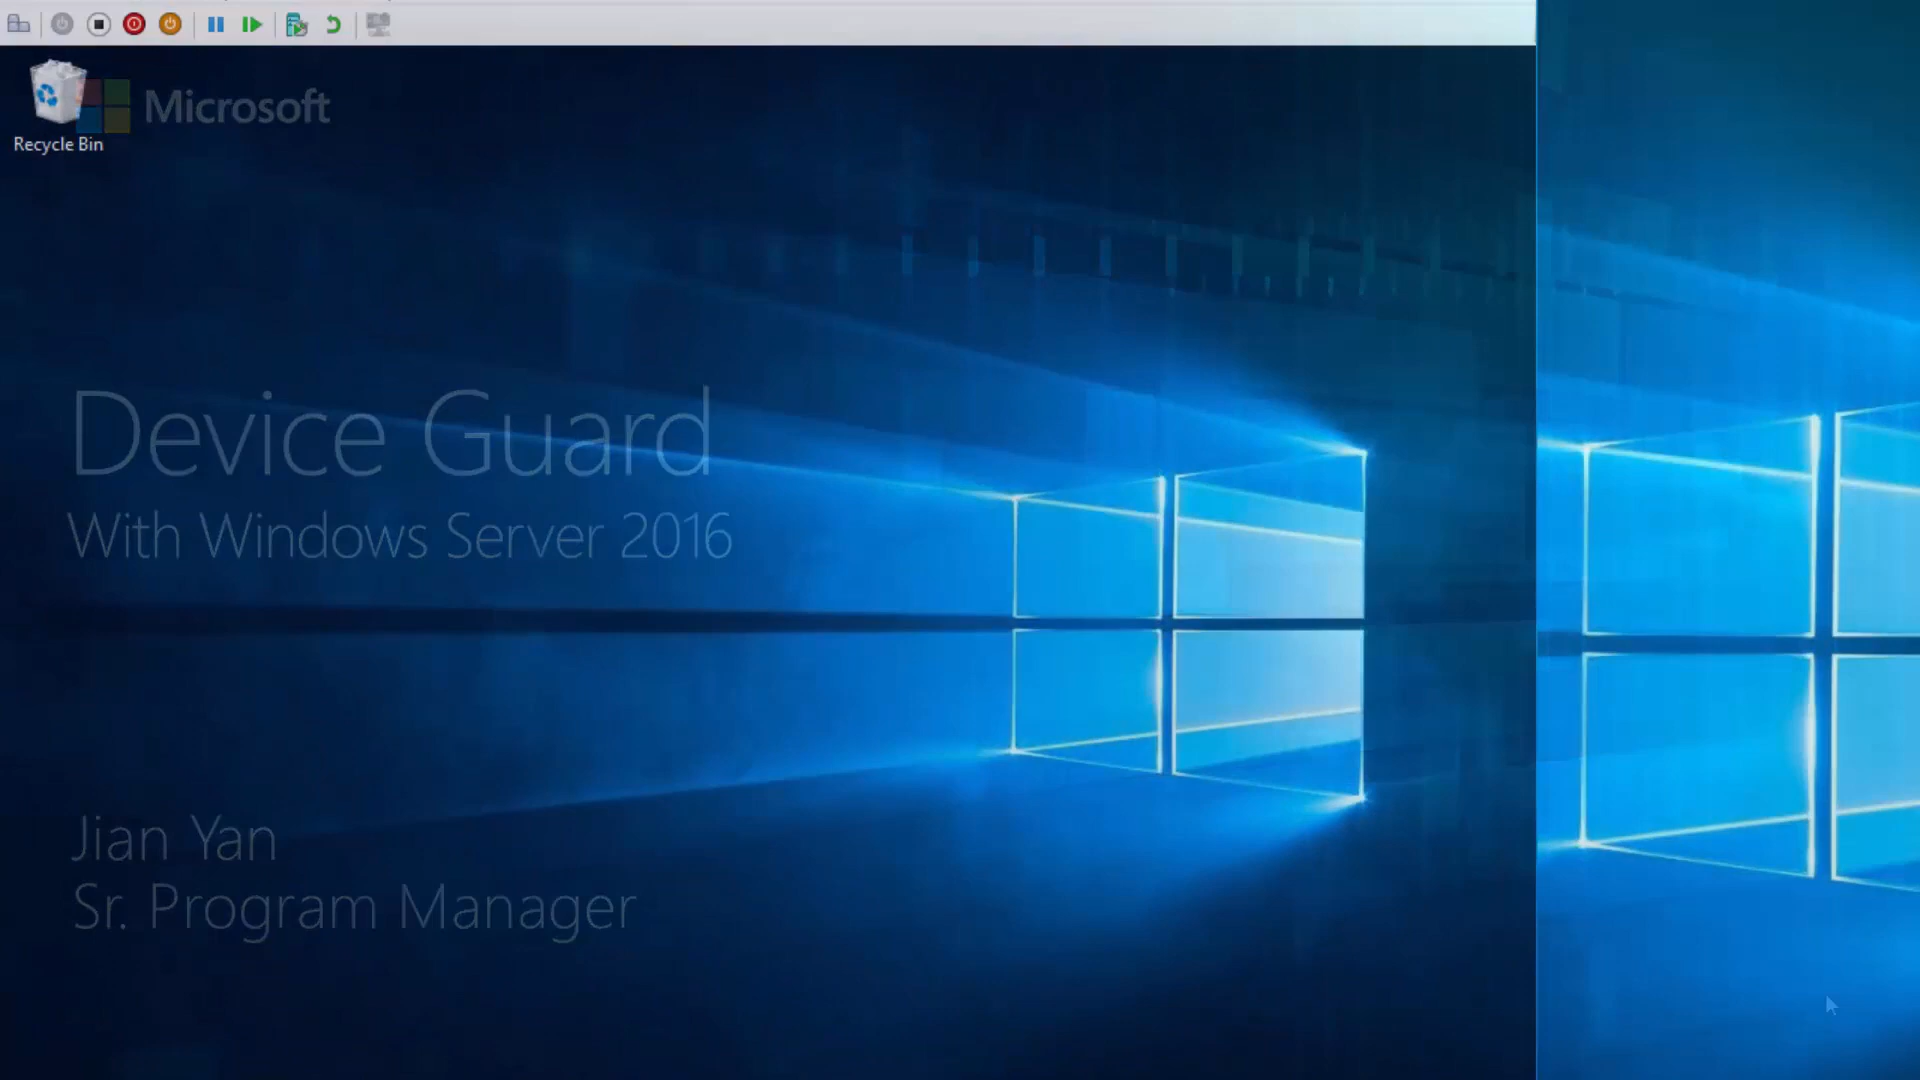 Microsoft
Recycle Bin
Device Guard
With Windows Server 2016
Jian Yan
Sr. Program Manager